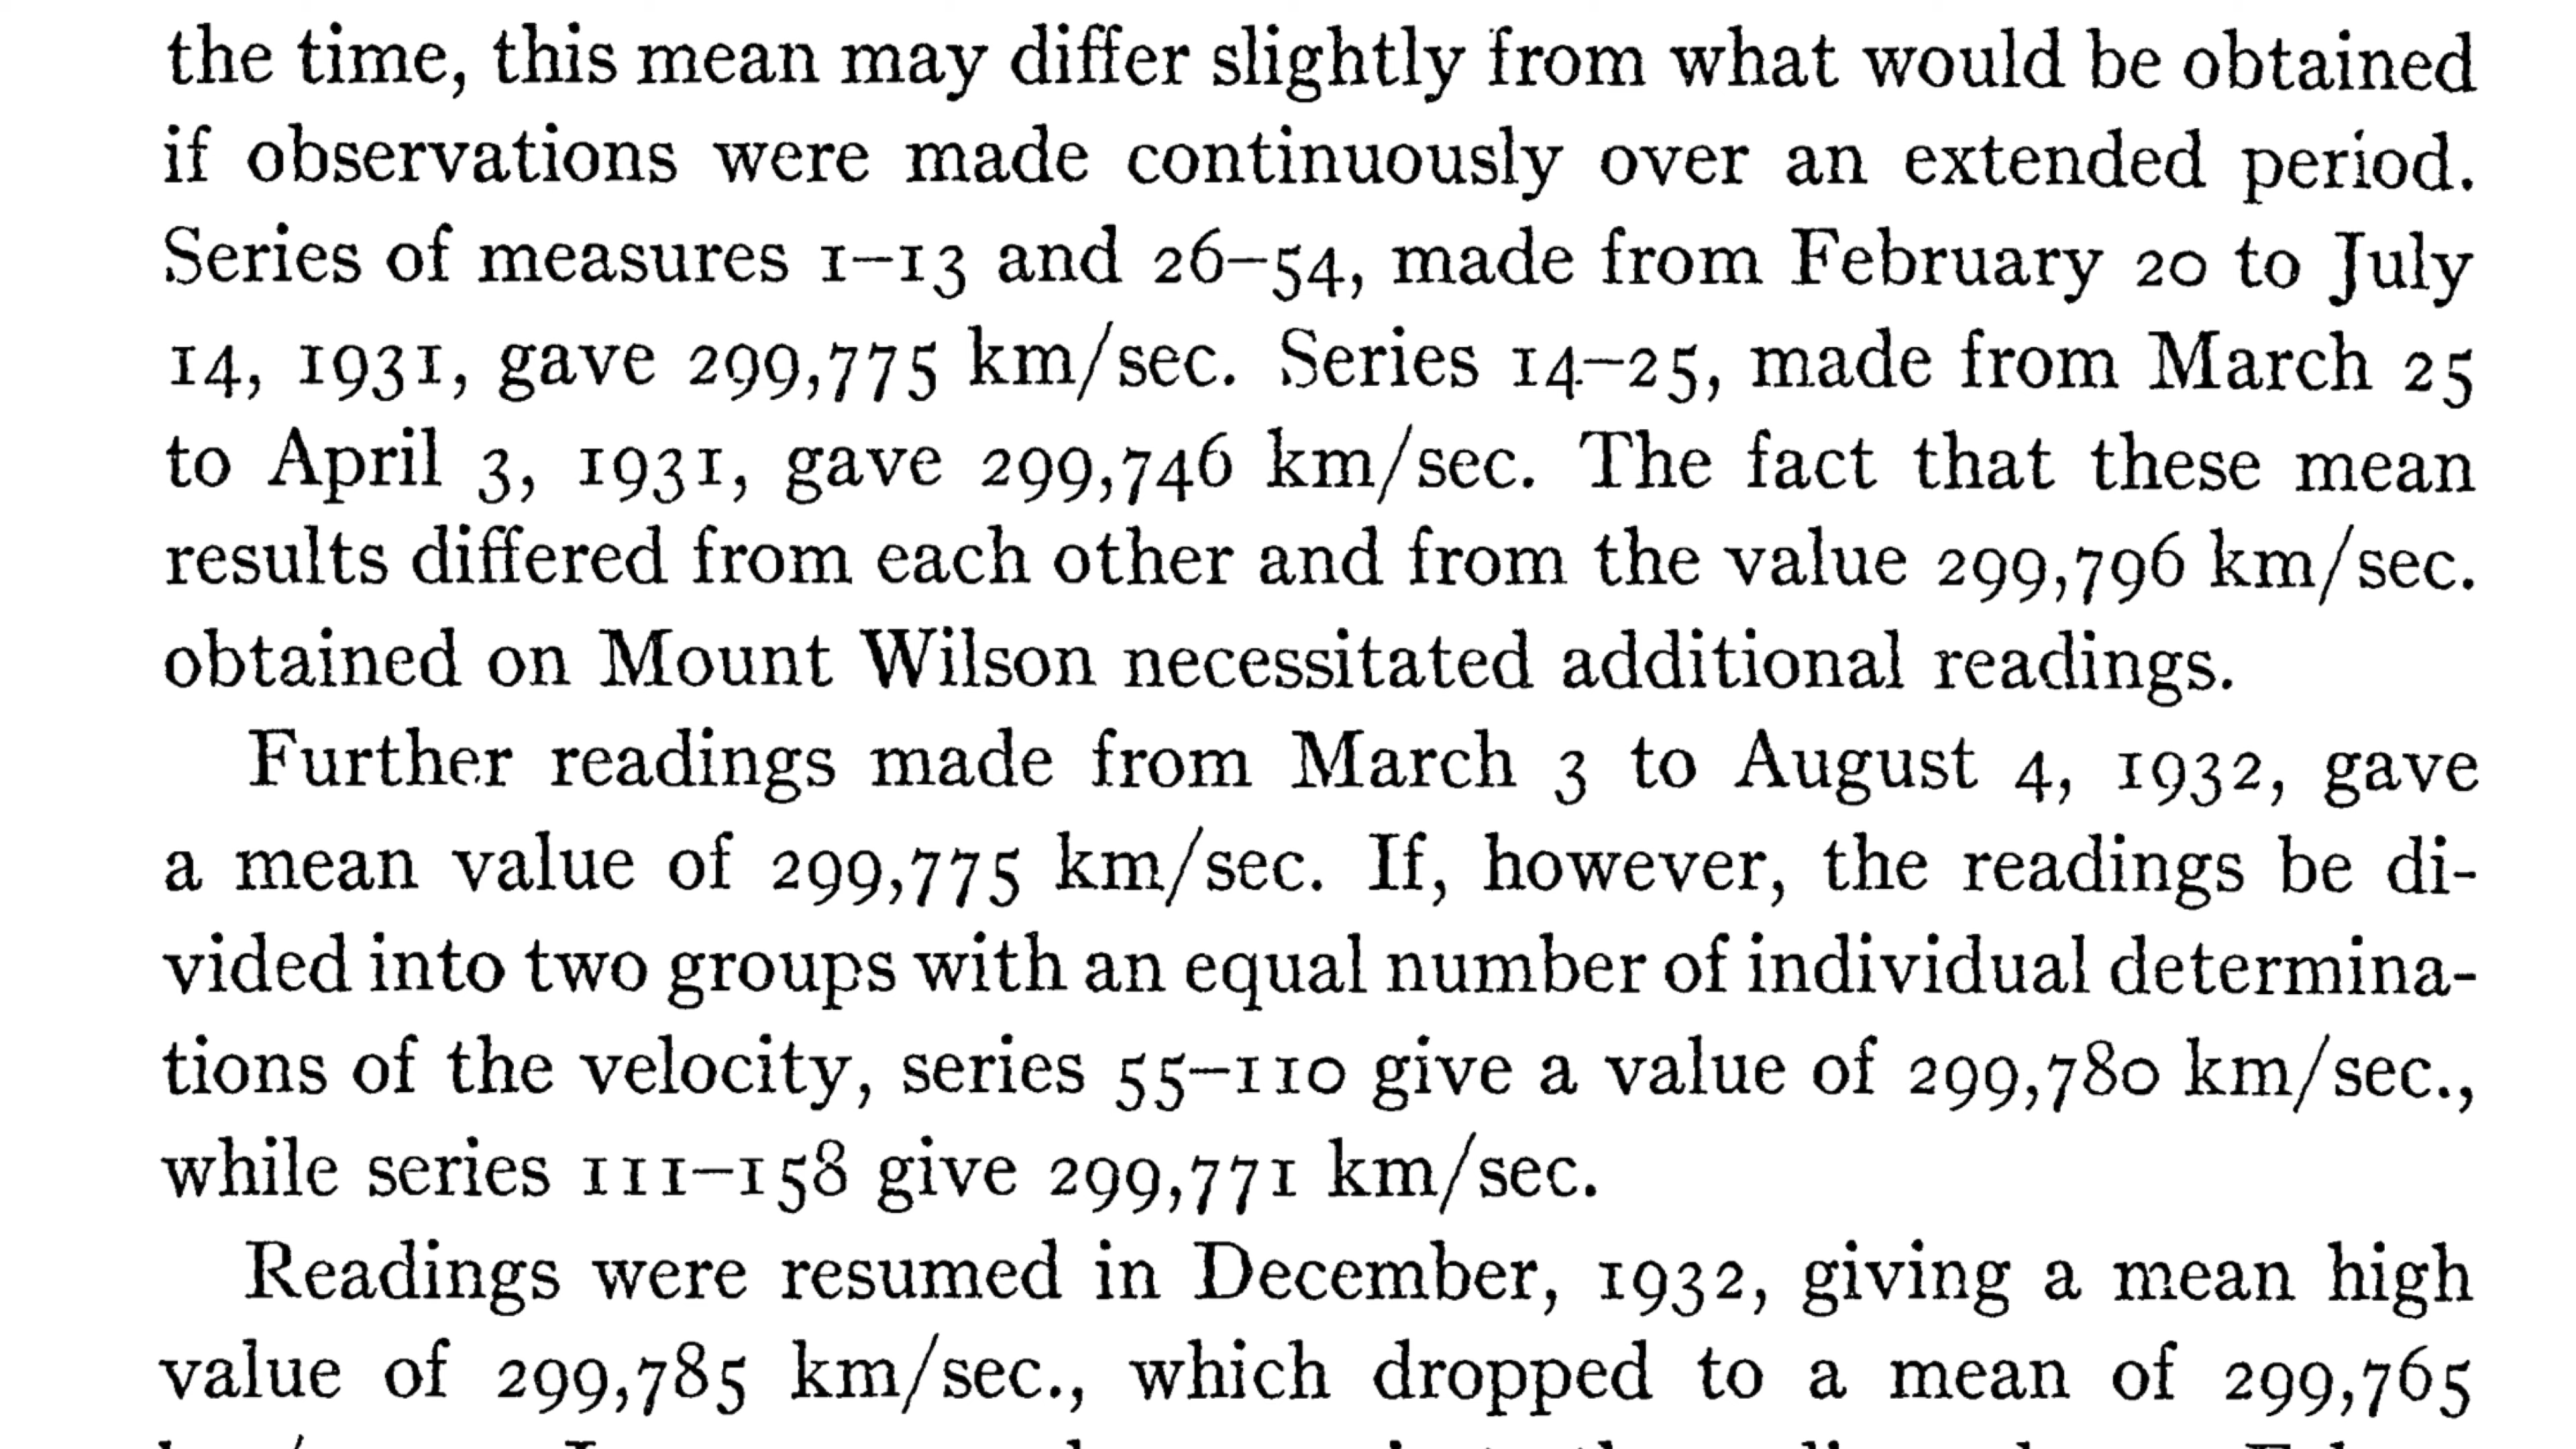 the time, this mean may differ slightly from what would be obtained
if observations were made continuously over an extended period.
Series of measures 1–13 and 26–54, made from February 20 to July
14, 1931, gave 299,775 km/sec. Series 14–25, made from March 25
to April 3, 1931, gave 299,746 km/sec. The fact that these mean
results differed from each other and from the value 299,796 km/sec.
obtained on Mount Wilson necessitated additional readings.
Further readings made from March 3 to August 4, 1932, gave
a mean value of 299,775 km/sec. If, however, the readings be di-
vided into two groups with an equal number of individual determina-
tions of the velocity, series 55–110 give a value of 299,780 km/sec.,
while series 111–158 give 299,771 km/sec.
Readings were resumed in December, 1932, giving a mean high
value of 299,785 km/sec., which dropped to a mean of 299,765